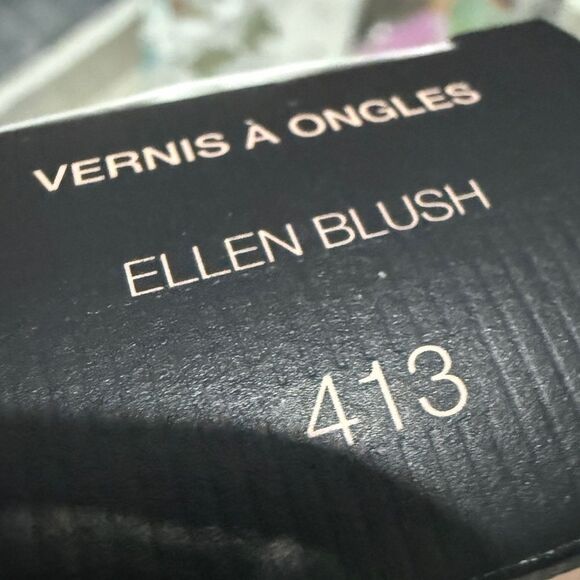 VERNIS À ONGLES
ELLEN BLUSH
413